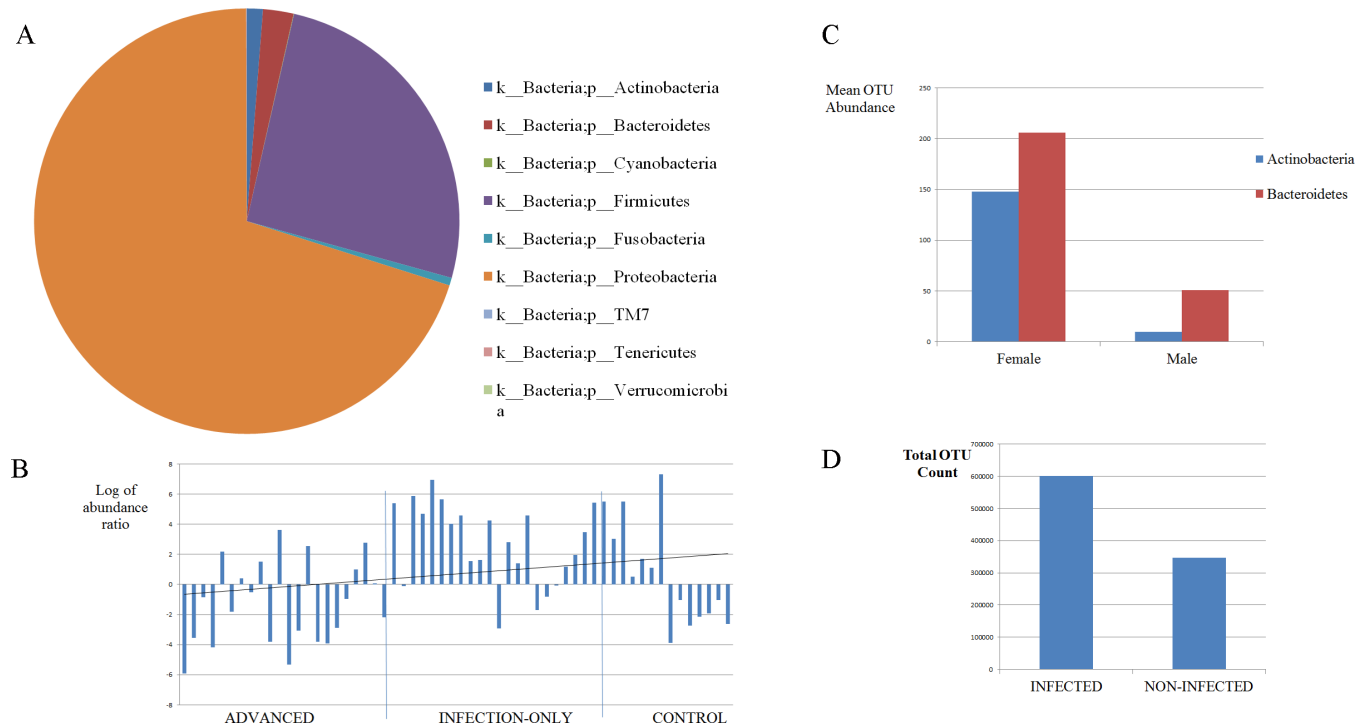 A
k__Bacteria;p__Actinobacteria
k__Bacteria;p__Bacteroidetes
k__Bacteria;p__Cyanobacteria
k__Bacteria;p__Firmicutes
k__Bacteria;p__Fusobacteria
k__Bacteria;p__Proteobacteria
k__Bacteria;p__TM7
k__Bacteria;p__Tenericutes
k__Bacteria;p__Verrucomicrobi
a
B
Log of
abundance
ratio
8
6
4
2
0
-2
-4
-6
-8
ADVANCED
INFECTION-ONLY
CONTROL
C
Mean OTU
Abundance
250
200
150
100
50
0
Female
Male
Actinobacteria
Bacteroidetes
D
Total OTU
Count
700000
600000
500000
400000
300000
200000
100000
0
INFECTED
NON-INFECTED